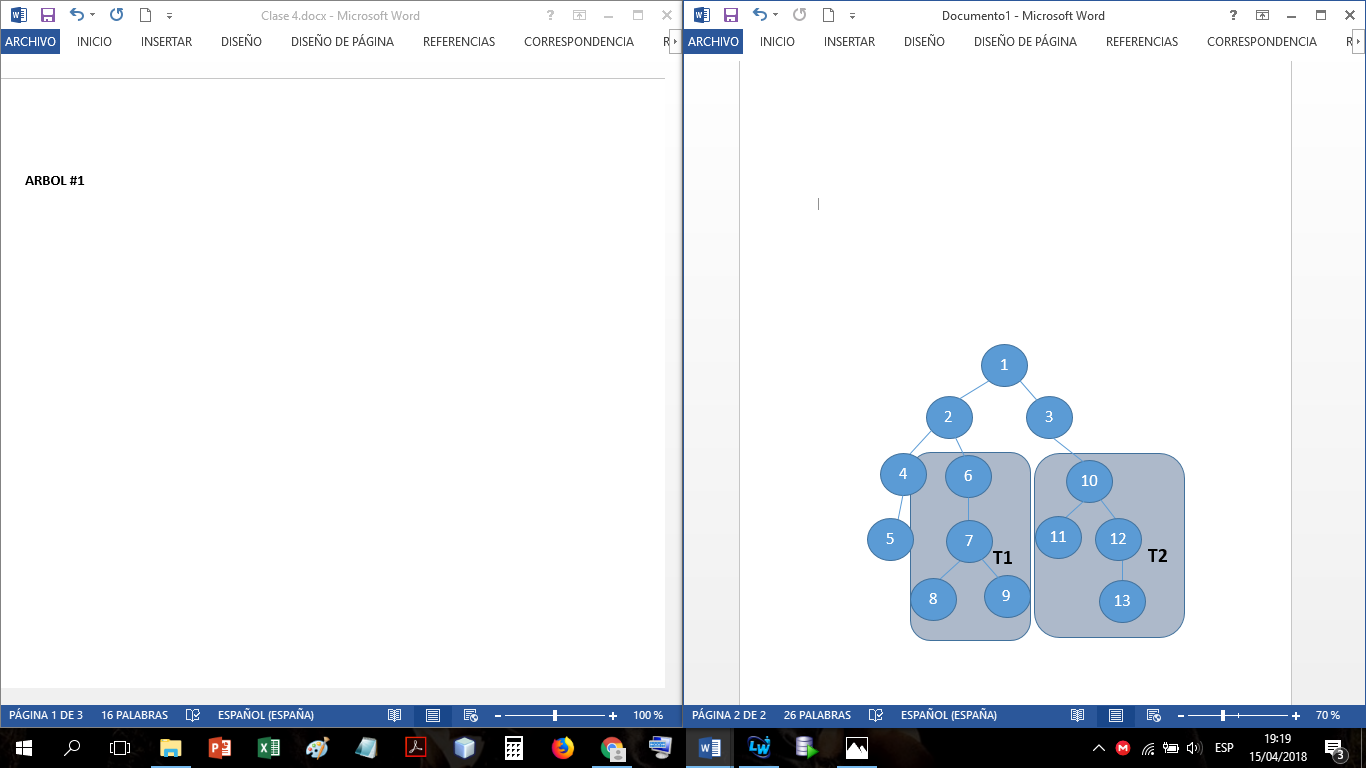 Clase 4.docx - Microsoft Word
ARCHIVO INICIO INSERTAR DISEÑO DISEÑO DE PÁGINA REFERENCIAS CORRESPONDENCIA
ARBOL #1
PÁGINA 1 DE 3 16 PALABRAS ESPAÑOL (ESPAÑA) 100 %
Documento1 - Microsoft Word
ARCHIVO INICIO INSERTAR DISEÑO DISEÑO DE PÁGINA REFERENCIAS CORRESPONDENCIA
1
2 3
4 6 10
5 7 11 12
T1 T2
8 9 13
PÁGINA 2 DE 2 26 PALABRAS ESPAÑOL (ESPAÑA) 70 %
ESP
19:19
15/04/2018
3